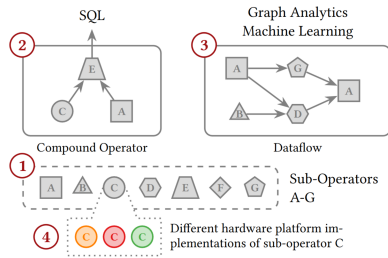 SQL
Graph Analytics
Machine Learning
2
3
E
C
A
A
G
B
D
A
Compound Operator
Dataflow
1
A
B
C
D
E
F
G
Sub-Operators
A-G
4
C
C
C
Different hardware platform im-
plementations of sub-operator C